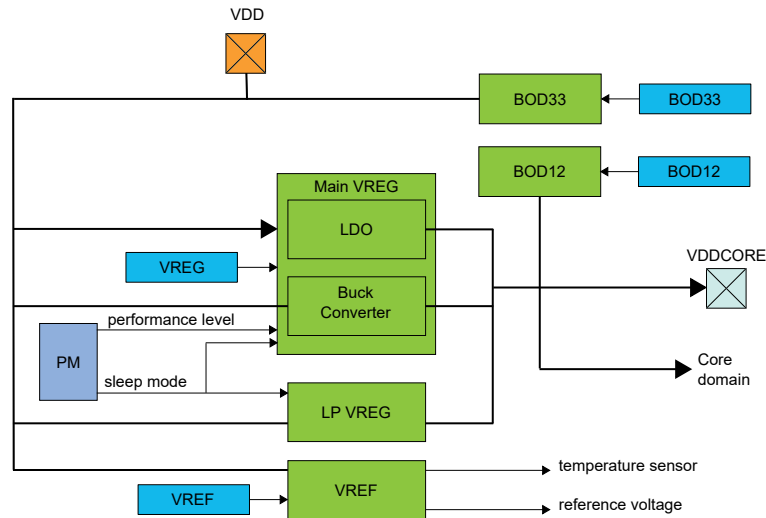 VDD
BOD33
BOD33
BOD12
BOD12
Main VREG
LDO
VREG
Buck
Converter
VDDCORE
performance level
PM
sleep mode
LP VREG
Core
domain
VREF
VREF
temperature sensor
reference voltage